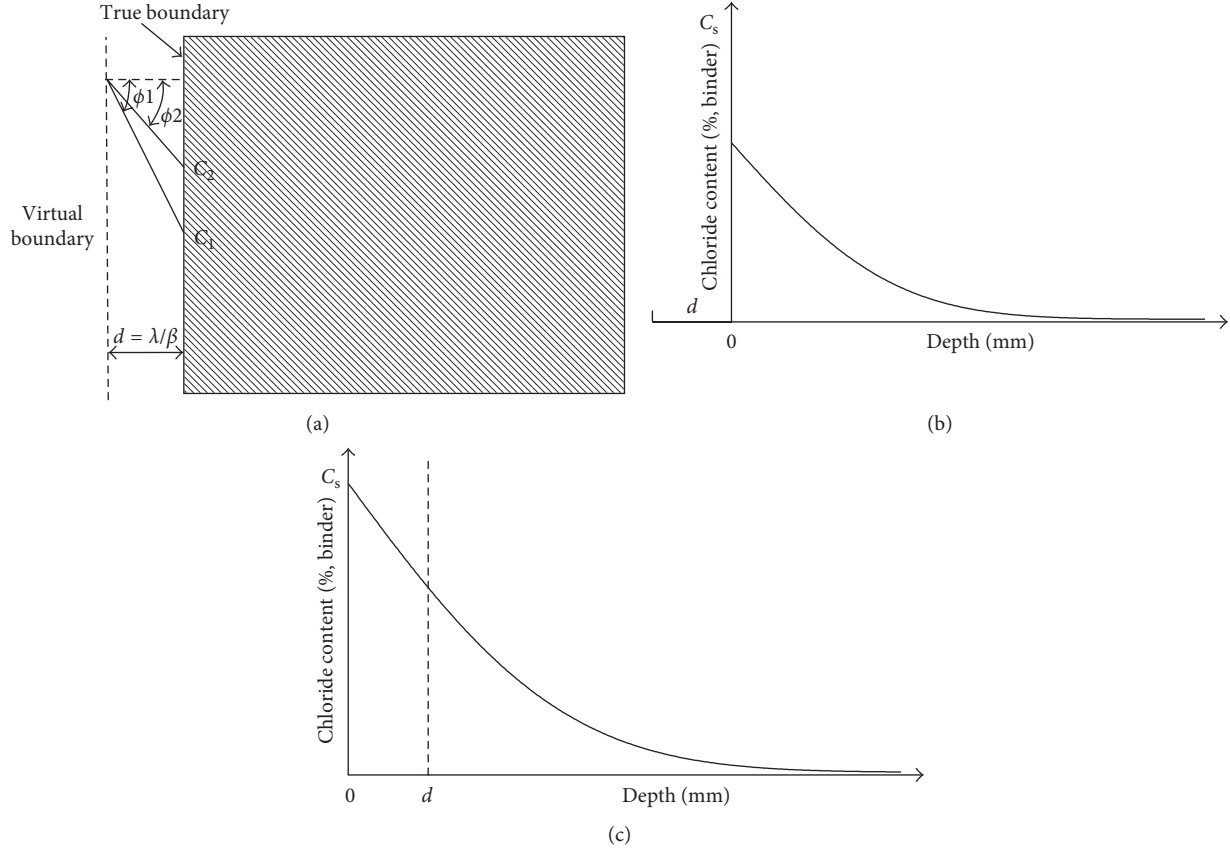 True boundary
ϕ1
ϕ2
C2
C1
Virtual
boundary
d = λ/β
(a)
Cs
Chloride content (%, binder)
d
0
Depth (mm)
(b)
Cs
Chloride content (%, binder)
0
d
Depth (mm)
(c)